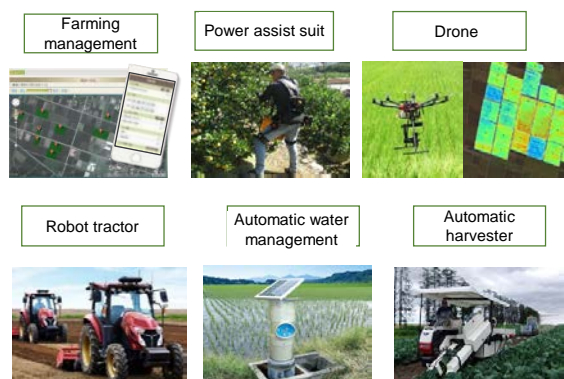 Farming
management
Power assist suit
Drone
Robot tractor
Automatic water
management
Automatic
harvester